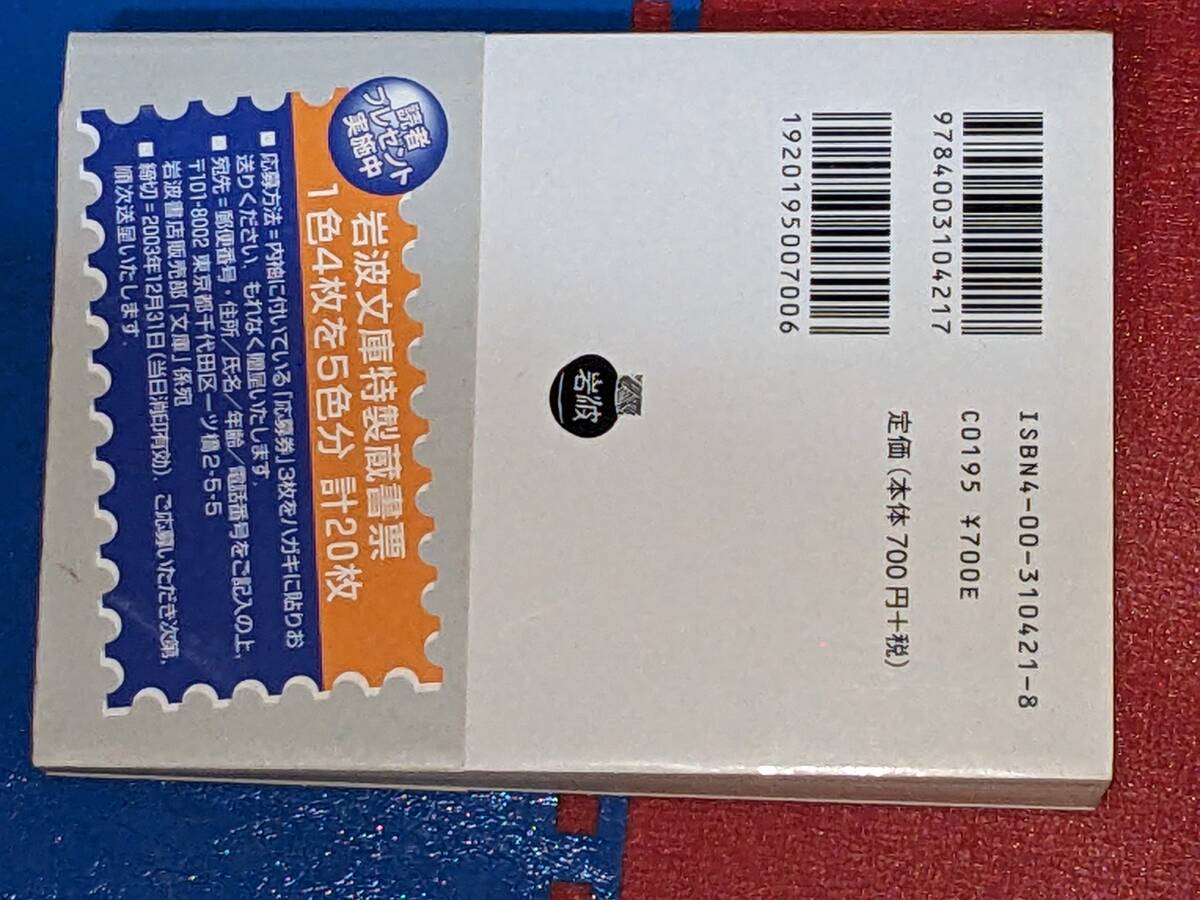 9784003104217
1920195007006
ISBN4-00-310421-8
C0195 ¥700E
定価(本体700円+税)
岩波
読者
プレゼント
実施中
岩波文庫特製蔵書票
1色4枚を5色分 計20枚
■応募方法=内袖に付いている「応募券」3枚をハガキに貼りお
送りください。もれなく贈呈いたします。
■宛先=郵便番号・住所/氏名/年齢/電話番号をご記入の上、
〒101-8002 東京都千代田区一ツ橋2-5-5
岩波書店販売部「文庫」係宛
■締切=2003年12月31日(当日消印有効)。ご応募いただき次第、
順次送呈いたします。